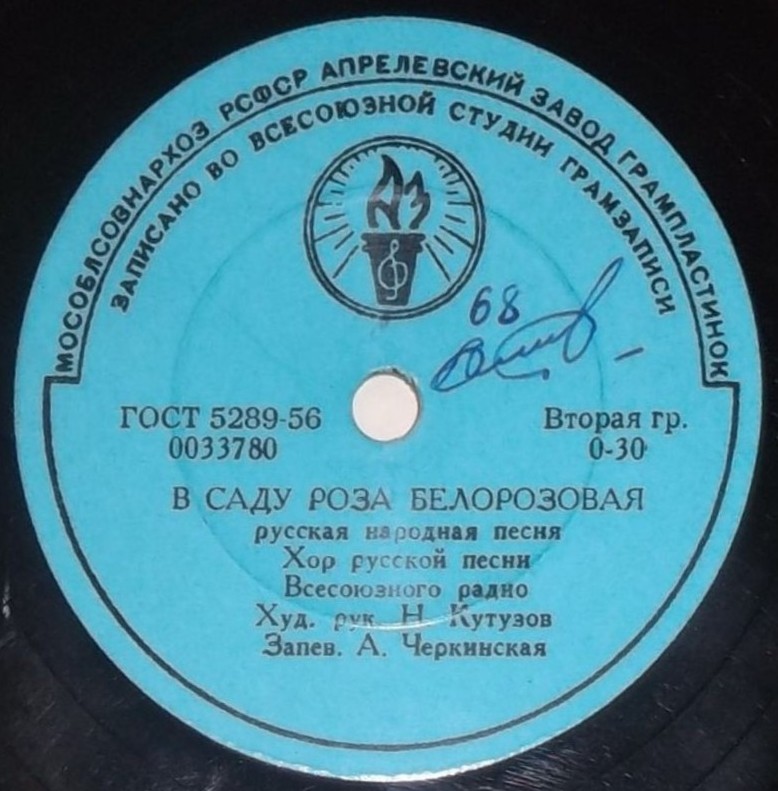 МОСОБЛСОВНАРХОЗ РСФСР АПРЕЛЕВСКИЙ ЗАВОД ГРАМПЛАСТИНОК
ЗАПИСАНО ВО ВСЕСОЮЗНОЙ СТУДИИ ГРАМЗАПИСИ
АЗ
68
ГОСТ 5289-56
0033780
Вторая гр.
0-30
В САДУ РОЗА БЕЛОРОЗОВАЯ
русская народная песня
Хор русской песни
Всесоюзного радио
Худ. рук. Н Кутузов
Запев. А. Черкинская